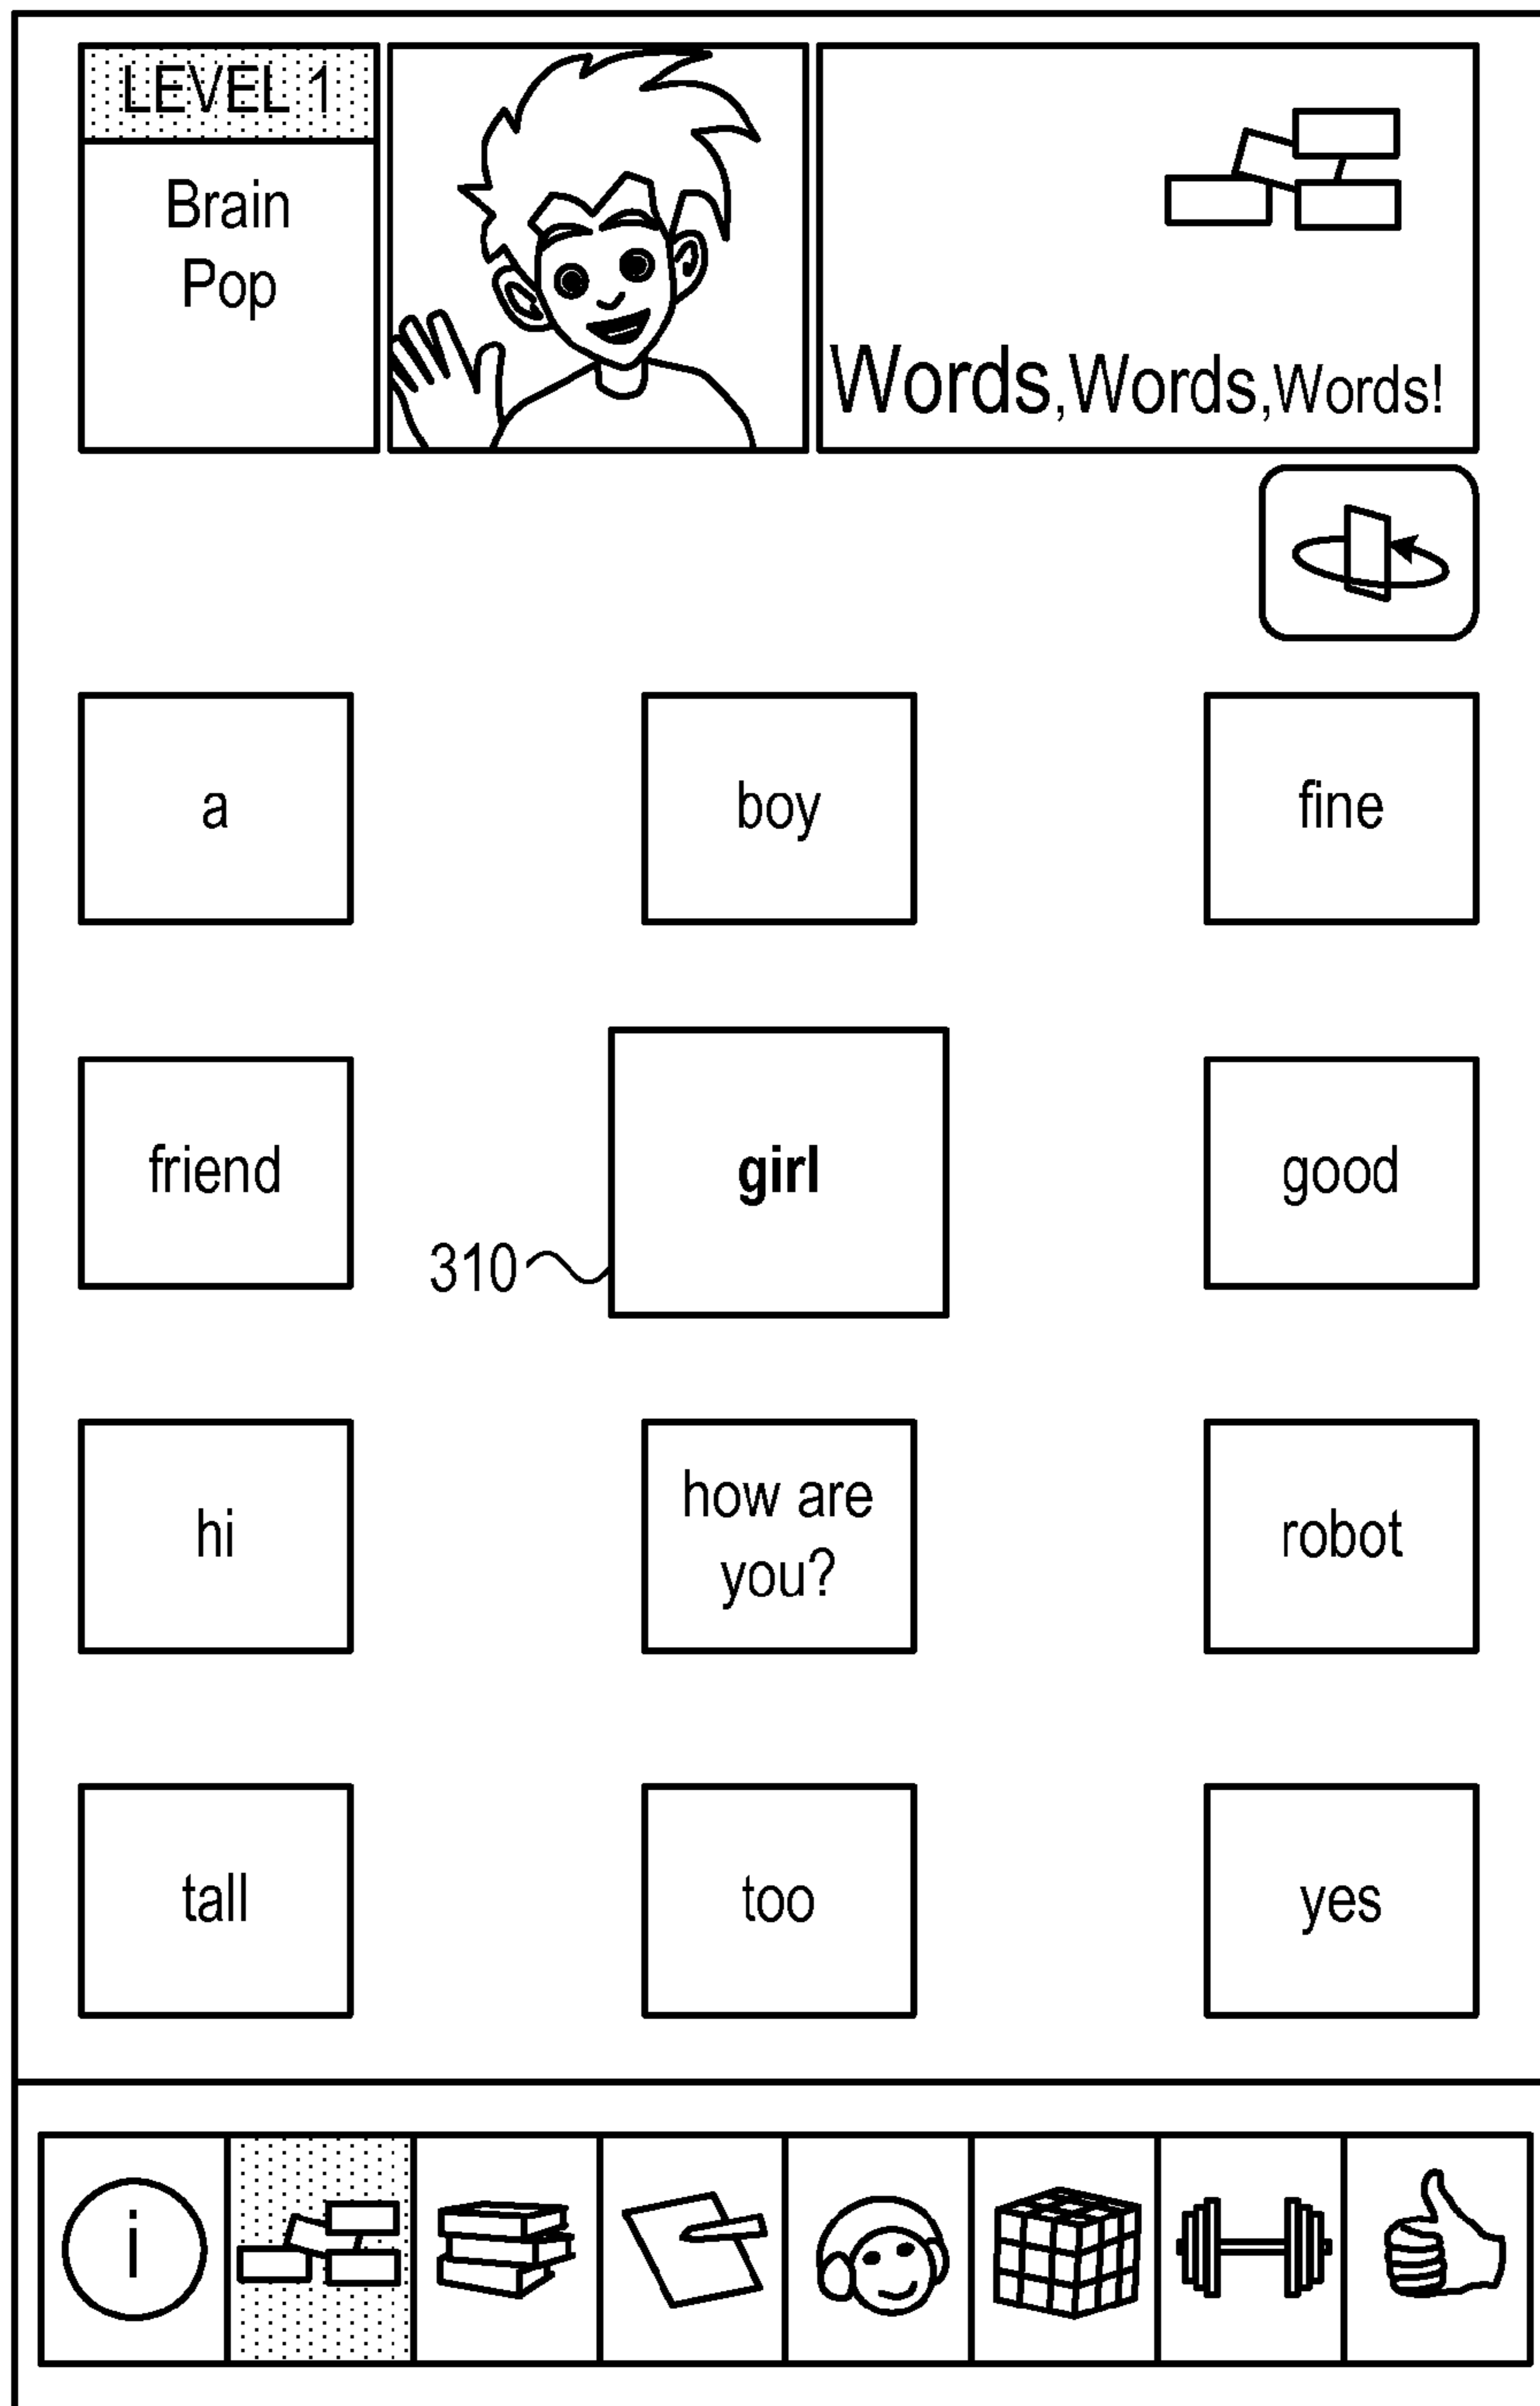 LEVEL 1
Brain
Pop
Words,Words,Words!
a
boy
fine
friend
girl
good
310
hi
how are
you?
robot
tall
too
yes
i